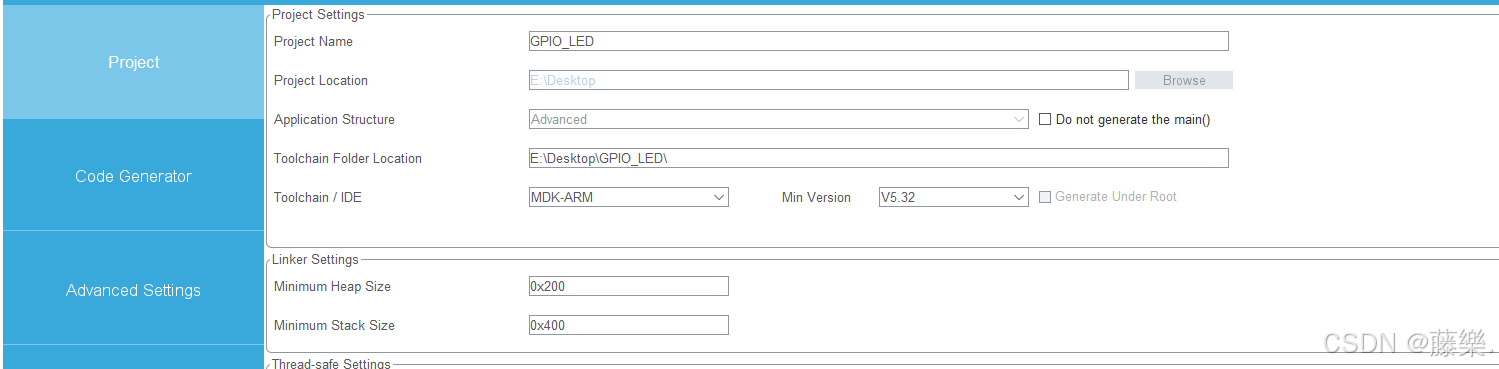 Project Settings
Project
Project Name GPIO_LED
Project Location E:\Desktop Browse
Application Structure Advanced Do not generate the main()
Code Generator
Toolchain Folder Location E:\Desktop\GPIO_LED\
Toolchain / IDE MDK-ARM Min Version V5.32 Generate Under Root
Linker Settings
Advanced Settings
Minimum Heap Size 0x200
Minimum Stack Size 0x400
CSDN @藤樂.
Thread-safe Settings